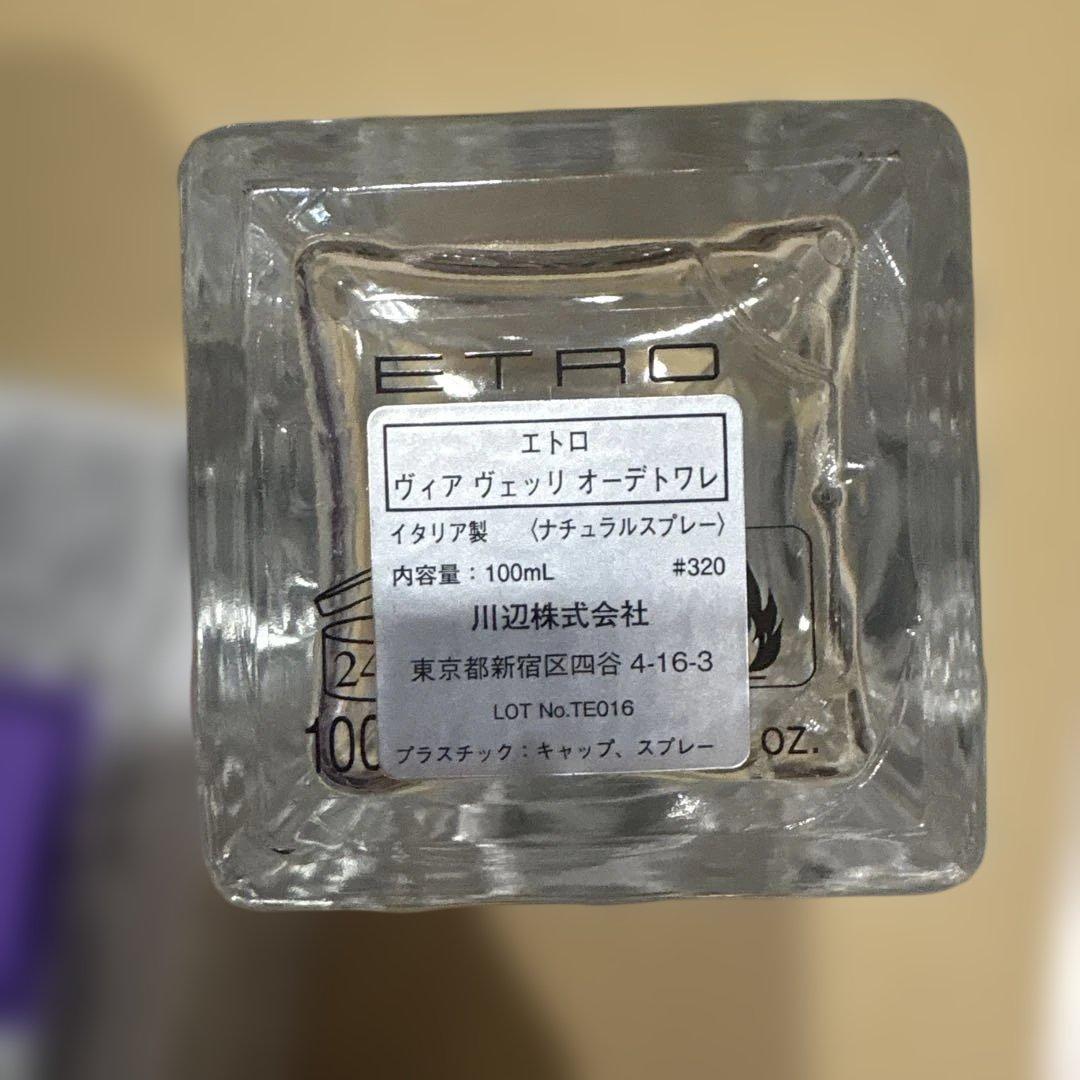 ETRO
エトロ
ヴィア ヴェッリ オーデトワレ
イタリア製 〈ナチュラルスプレー〉
内容量：100mL #320
川辺株式会社
東京都新宿区四谷 4-16-3
24
LOT No.TE016
100 oz.
プラスチック：キャップ、スプレー